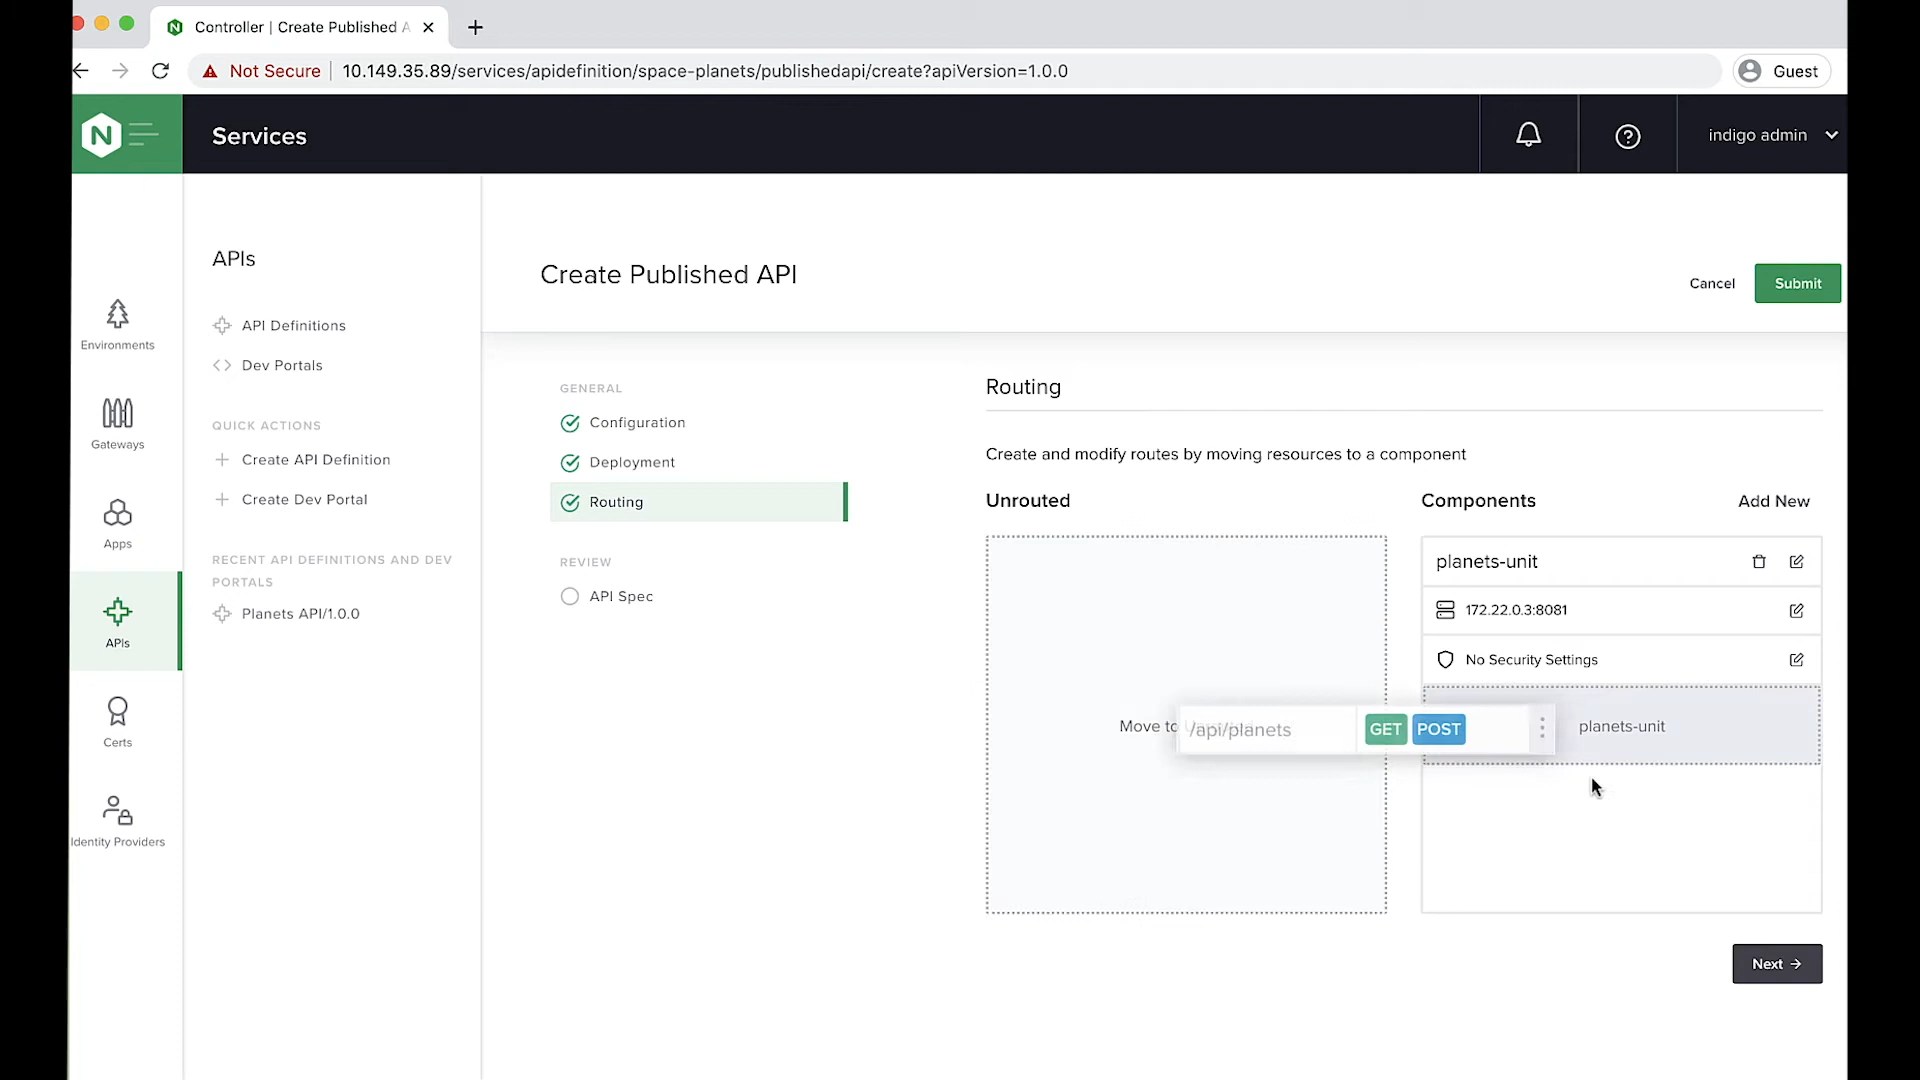 Controller | Create Published A
Not Secure
10.149.35.89/services/apidefinition/space-planets/publishedapi/create?apiVersion=1.0.0
Guest
N
Services
indigo admin
Environments
Gateways
Apps
APIs
Certs
Identity Providers
APIs
API Definitions
Dev Portals
QUICK ACTIONS
Create API Definition
Create Dev Portal
RECENT API DEFINITIONS AND DEV
PORTALS
Planets API/1.0.0
Create Published API
Cancel
Submit
GENERAL
Configuration
Deployment
Routing
REVIEW
API Spec
Routing
Create and modify routes by moving resources to a component
Unrouted
Components
Add New
planets-unit
172.22.0.3:8081
No Security Settings
Move to
/api/planets
GET
POST
planets-unit
Next →